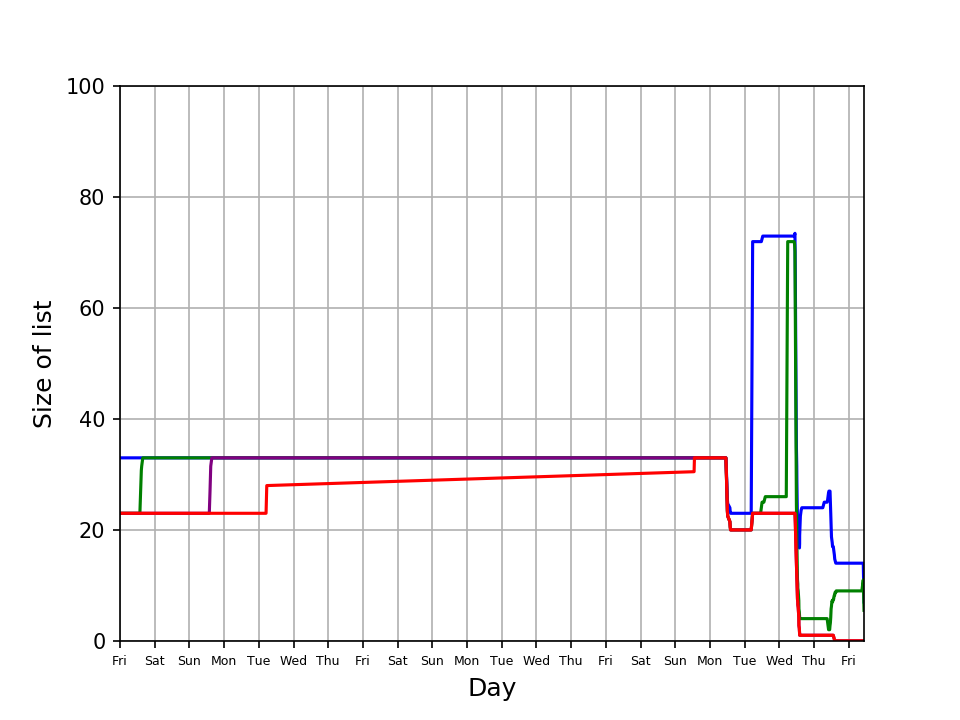 100
80
60
40
20
0
Size of list
Fri Sat Sun Mon Tue Wed Thu Fri Sat Sun Mon Tue Wed Thu Fri Sat Sun Mon Tue Wed Thu Fri
Day